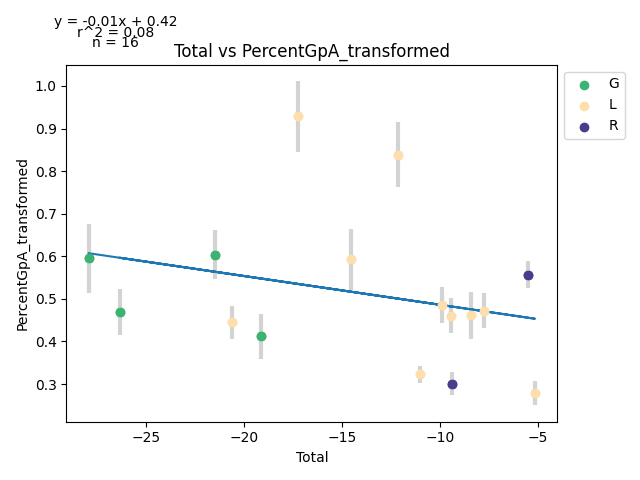 y = -0.01x + 0.42
r^2 = 0.08
n = 16
Total vs PercentGpA_transformed
1.0
0.9
0.8
0.7
0.6
0.5
0.4
0.3
PercentGpA_transformed
−25
−20
−15
−10
−5
Total
G
L
R